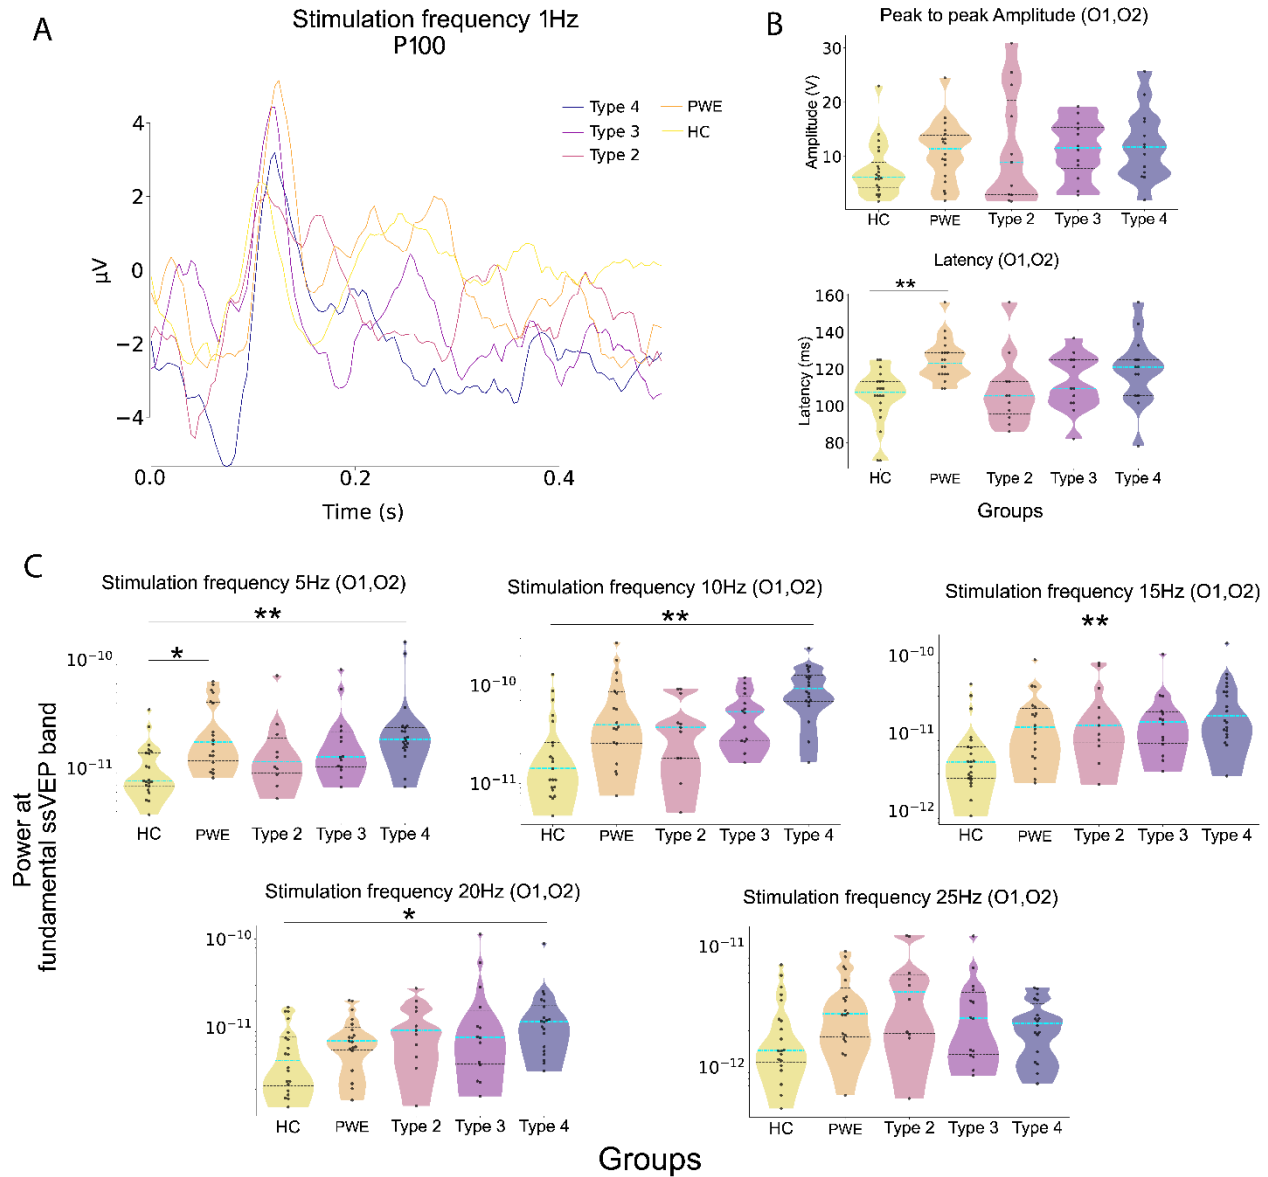 A
Stimulation frequency 1Hz
P100
Type 4
Type 3
Type 2
PWE
HC
4
2
0
−2
−4
μV
0.0
0.2
0.4
Time (s)
B
Peak to peak Amplitude (O1,O2)
30
20
10
Amplitude (V)
HC
PWE
Type 2
Type 3
Type 4
Latency (O1,O2)
**
160
140
120
100
80
Latency (ms)
HC
PWE
Type 2
Type 3
Type 4
Groups
C
Power at
fundamental ssVEP band
Stimulation frequency 5Hz (O1,O2)
**
*
10⁻¹⁰
10⁻¹¹
HC
PWE
Type 2
Type 3
Type 4
Stimulation frequency 10Hz (O1,O2)
**
10⁻¹⁰
10⁻¹¹
HC
PWE
Type 2
Type 3
Type 4
Stimulation frequency 15Hz (O1,O2)
**
10⁻¹⁰
10⁻¹¹
10⁻¹²
HC
PWE
Type 2
Type 3
Type 4
Stimulation frequency 20Hz (O1,O2)
*
10⁻¹⁰
10⁻¹¹
HC
PWE
Type 2
Type 3
Type 4
Stimulation frequency 25Hz (O1,O2)
10⁻¹¹
10⁻¹²
HC
PWE
Type 2
Type 3
Type 4
Groups